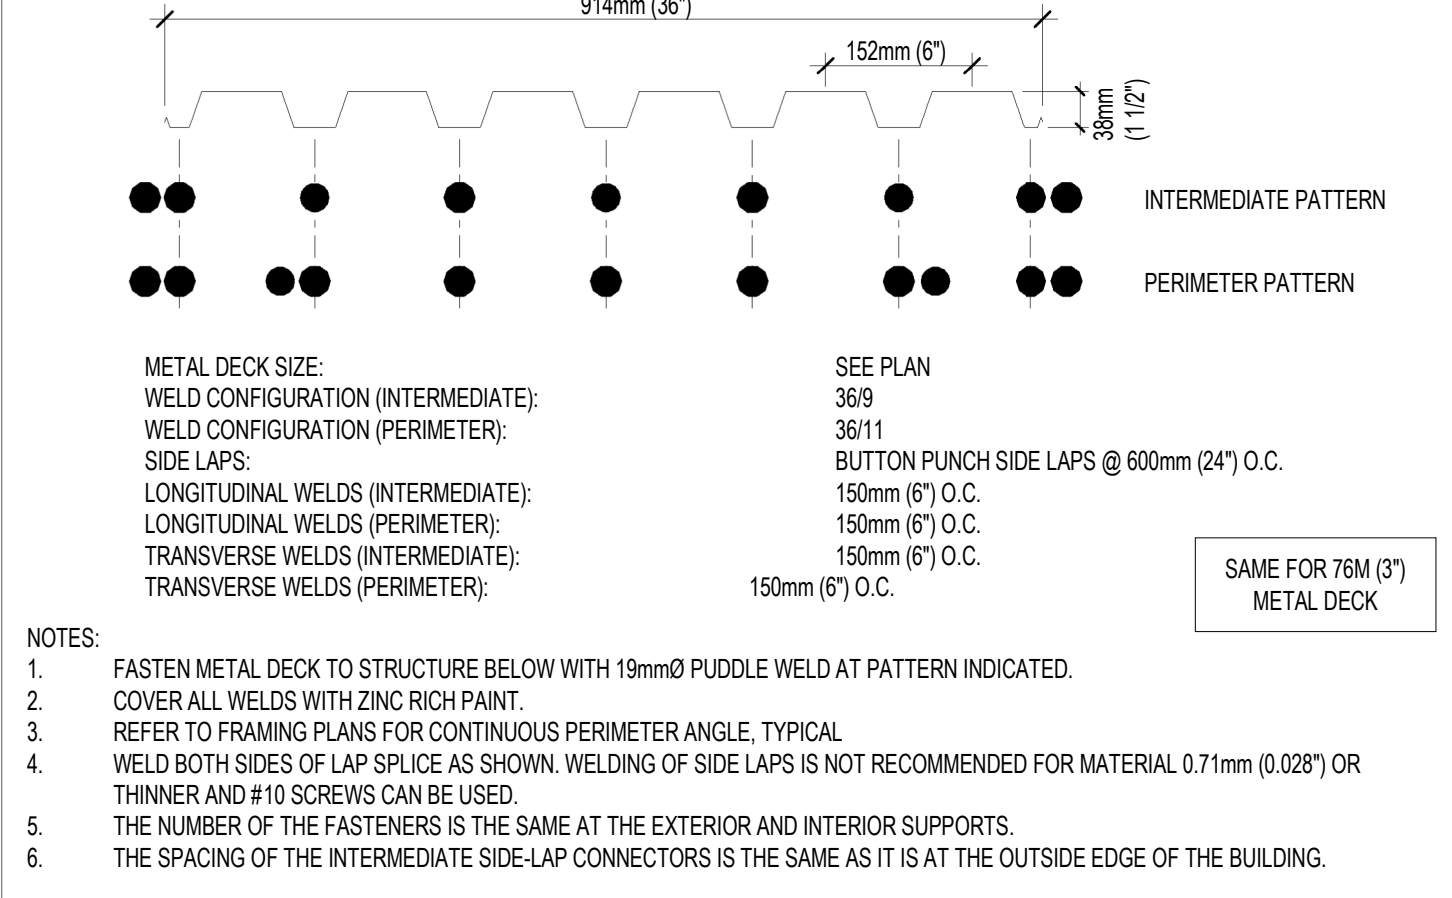 914mm (36")
152mm (6")
38mm
(1 1/2")
INTERMEDIATE PATTERN
PERIMETER PATTERN
METAL DECK SIZE: SEE PLAN
WELD CONFIGURATION (INTERMEDIATE): 36/9
WELD CONFIGURATION (PERIMETER): 36/11
SIDE LAPS: BUTTON PUNCH SIDE LAPS @ 600mm (24") O.C.
LONGITUDINAL WELDS (INTERMEDIATE): 150mm (6") O.C.
LONGITUDINAL WELDS (PERIMETER): 150mm (6") O.C.
TRANSVERSE WELDS (INTERMEDIATE): 150mm (6") O.C.
TRANSVERSE WELDS (PERIMETER): 150mm (6") O.C.
SAME FOR 76M (3")
METAL DECK
NOTES:
1. FASTEN METAL DECK TO STRUCTURE BELOW WITH 19mmØ PUDDLE WELD AT PATTERN INDICATED.
2. COVER ALL WELDS WITH ZINC RICH PAINT.
3. REFER TO FRAMING PLANS FOR CONTINUOUS PERIMETER ANGLE, TYPICAL
4. WELD BOTH SIDES OF LAP SPLICE AS SHOWN. WELDING OF SIDE LAPS IS NOT RECOMMENDED FOR MATERIAL 0.71mm (0.028") OR
THINNER AND #10 SCREWS CAN BE USED.
5. THE NUMBER OF THE FASTENERS IS THE SAME AT THE EXTERIOR AND INTERIOR SUPPORTS.
6. THE SPACING OF THE INTERMEDIATE SIDE-LAP CONNECTORS IS THE SAME AS IT IS AT THE OUTSIDE EDGE OF THE BUILDING.